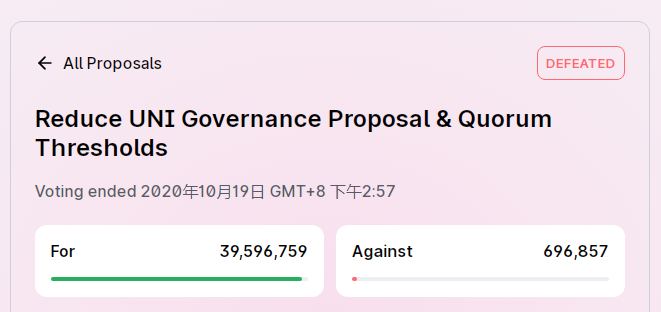 All Proposals
DEFEATED
Reduce UNI Governance Proposal & Quorum
Thresholds
Voting ended 2020年10月19日 GMT+8 下午2:57
For 39,596,759
Against 696,857